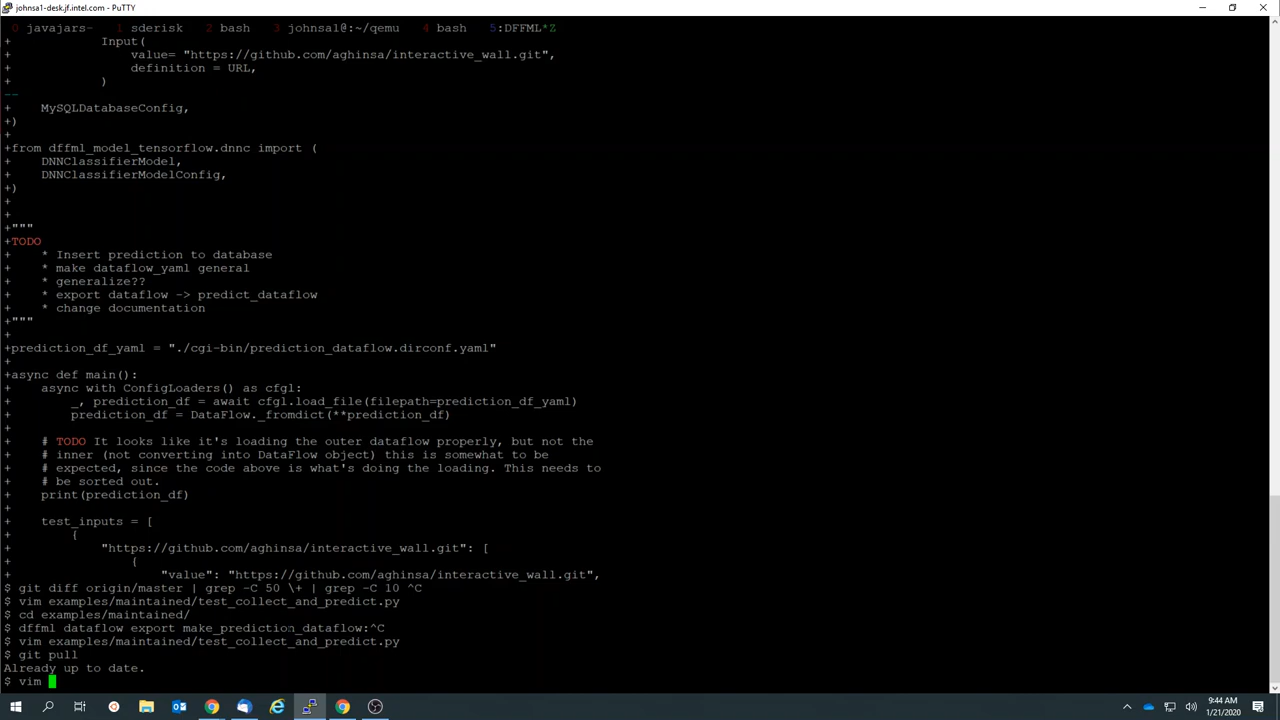 johnsa1-desk.jf.intel.com - PuTTY
0 javajars- 1 sderisk 2 bash 3 johnsa1@:~/qemu 4 bash 5:DFFML*Z
+ Input(
+ value= "https://github.com/aghinsa/interactive_wall.git",
+ definition = URL,
+ )
--
+ MySQLDatabaseConfig,
+)
+
+from dffml_model_tensorflow.dnnc import (
+ DNNClassifierModel,
+ DNNClassifierModelConfig,
+)
+
+
+"""
+TODO
+ * Insert prediction to database
+ * make dataflow_yaml general
+ * generalize??
+ * export dataflow -> predict_dataflow
+ * change documentation
+"""
+
+prediction_df_yaml = "./cgi-bin/prediction_dataflow.dirconf.yaml"
+
+async def main():
+ async with ConfigLoaders() as cfgl:
+ _, prediction_df = await cfgl.load_file(filepath=prediction_df_yaml)
+ prediction_df = DataFlow._fromdict(**prediction_df)
+
+ # TODO It looks like it's loading the outer dataflow properly, but not the
+ # inner (not converting into DataFlow object) this is somewhat to be
+ # expected, since the code above is what's doing the loading. This needs to
+ # be sorted out.
+ print(prediction_df)
+
+ test_inputs = [
+ {
+ "https://github.com/aghinsa/interactive_wall.git": [
+ {
+ "value": "https://github.com/aghinsa/interactive_wall.git",
$ git diff origin/master | grep -C 50 \+ | grep -C 10 ^C
$ vim examples/maintained/test_collect_and_predict.py
$ cd examples/maintained/
$ dffml dataflow export make_prediction_dataflow:^C
$ vim examples/maintained/test_collect_and_predict.py
$ git pull
Already up to date.
$ vim
9:44 AM
1/21/2020